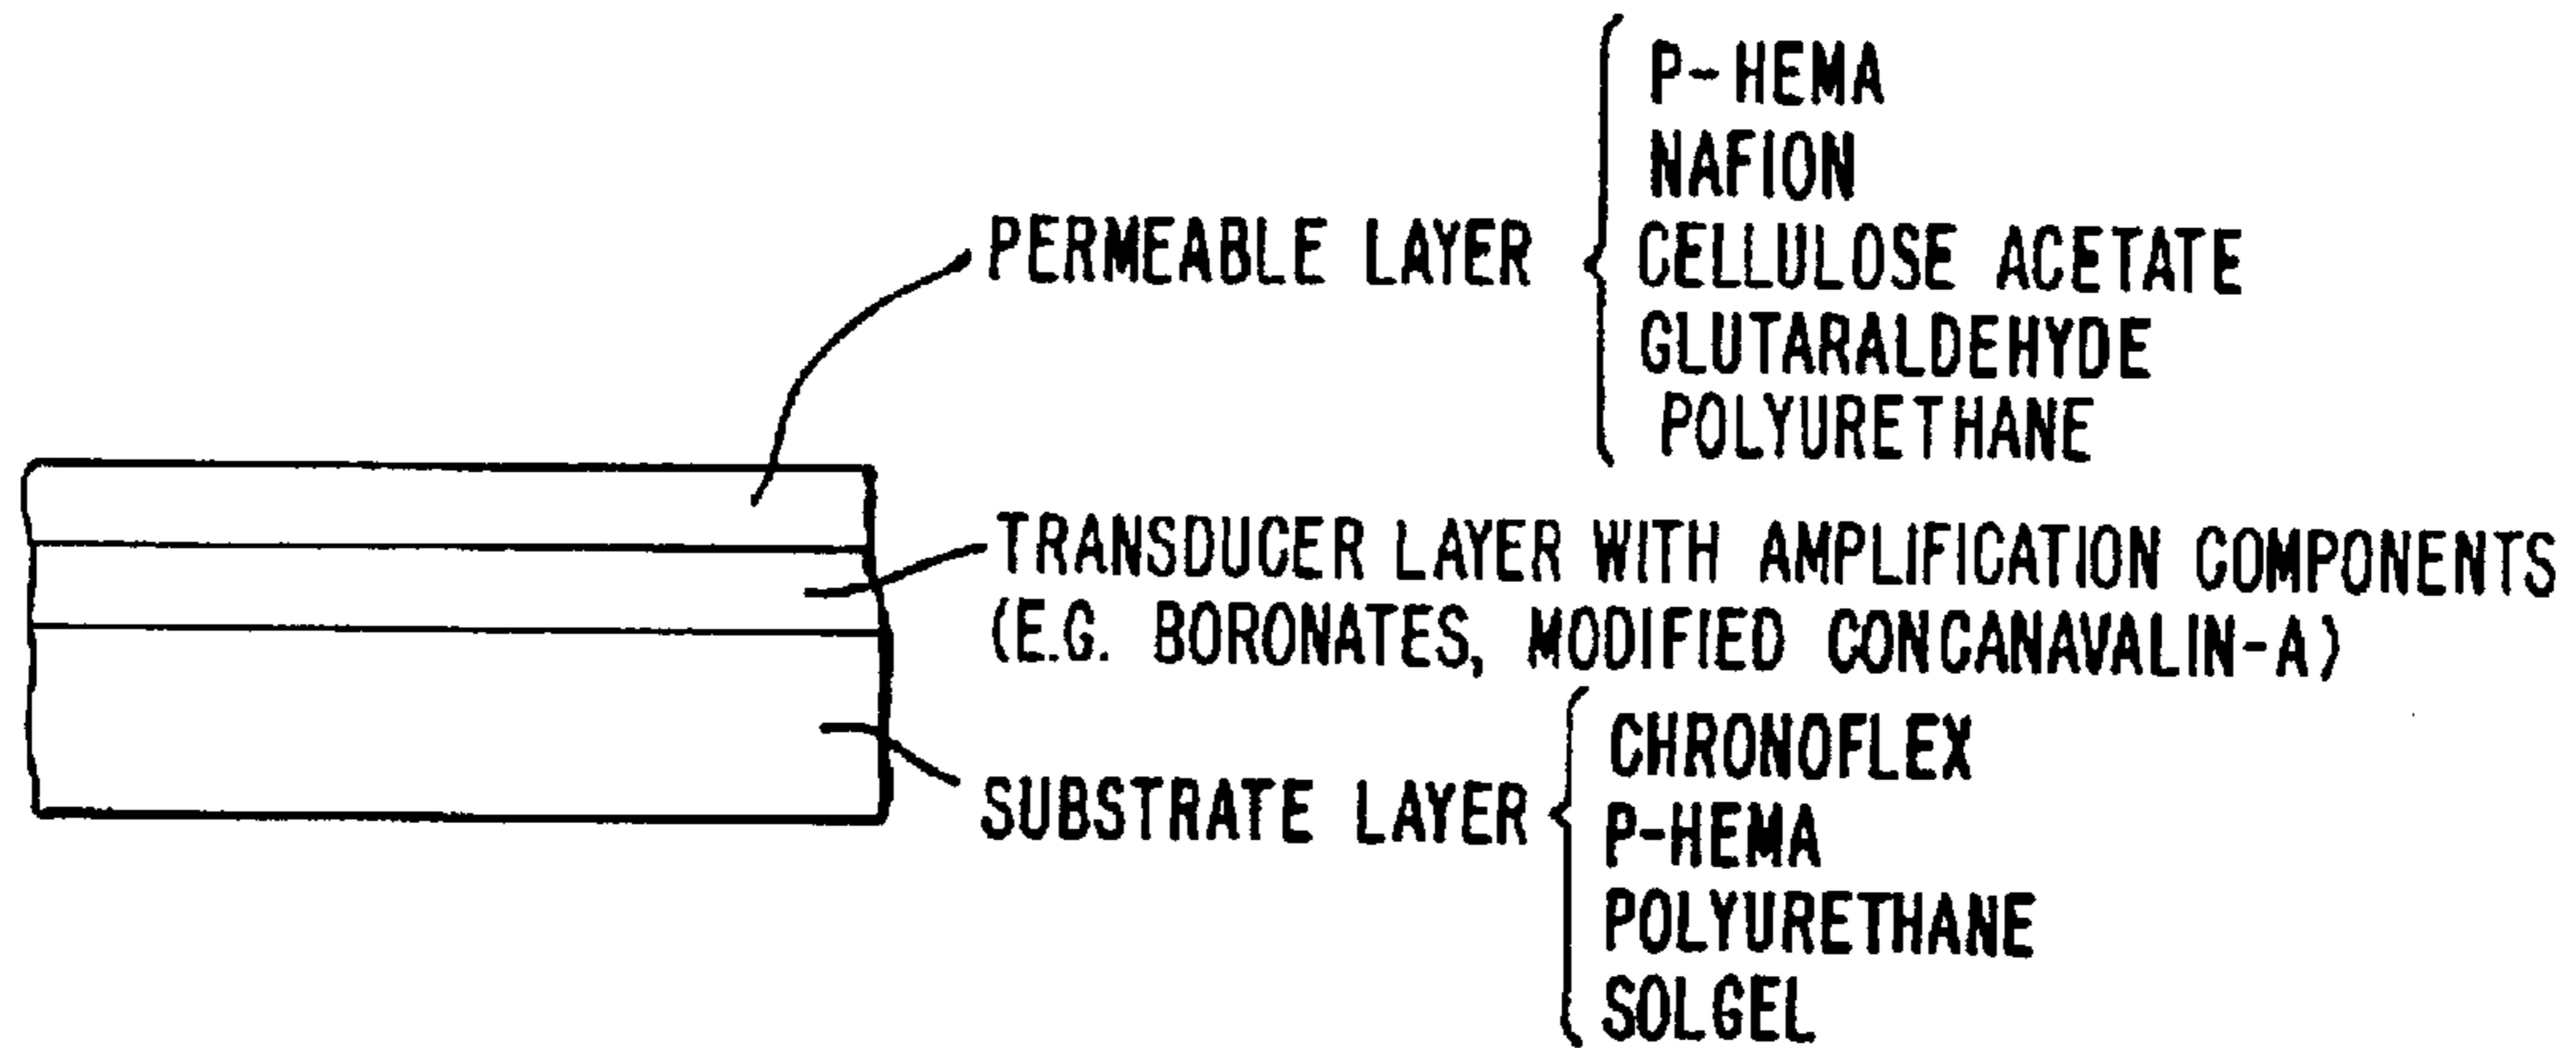 P-HEMA
NAFION
PERMEABLE LAYER
CELLULOSE ACETATE
GLUTARALDEHYDE
POLYURETHANE
TRANSDUCER LAYER WITH AMPLIFICATION COMPONENTS
(E.G. BORONATES, MODIFIED CONCANAVALIN-A)
CHRONOFLEX
SUBSTRATE LAYER
P-HEMA
POLYURETHANE
SOLGEL